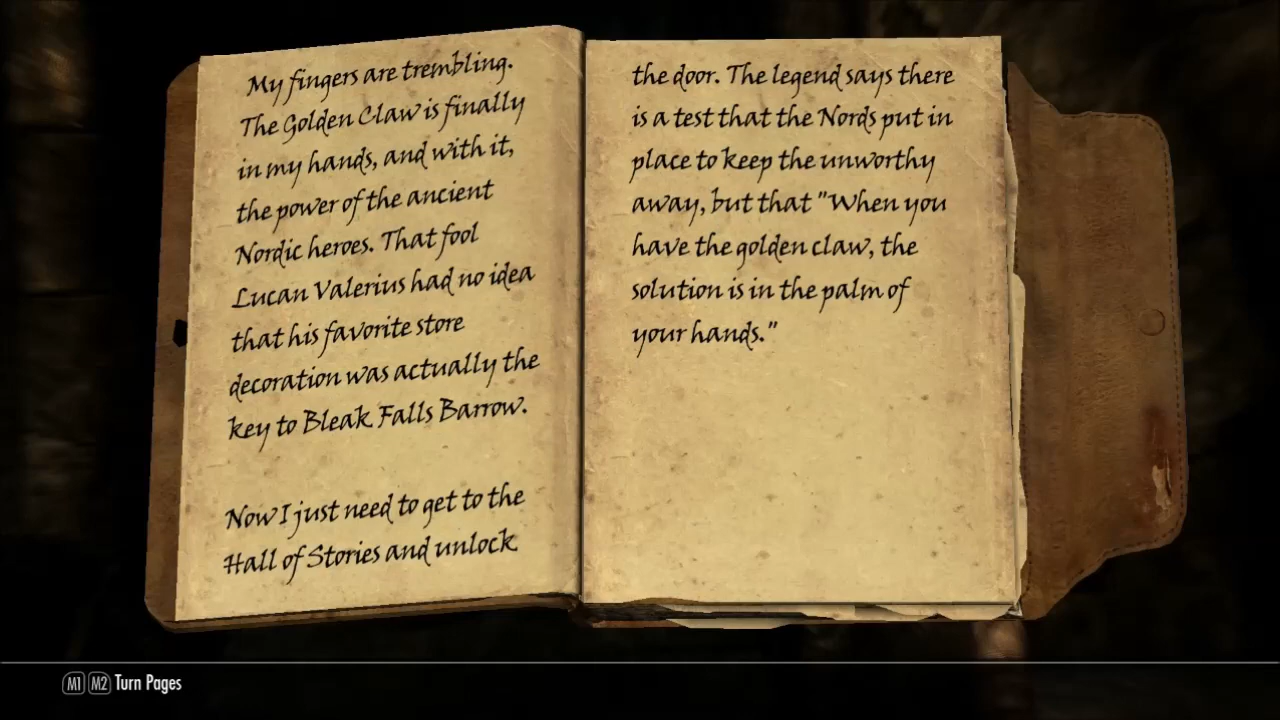 My fingers are trembling.
The Golden Claw is finally
in my hands, and with it,
the power of the ancient
Nordic heroes. That fool
Lucan Valerius had no idea
that his favorite store
decoration was actually the
key to Bleak Falls Barrow.
Now I just need to get to the
Hall of Stories and unlock
the door. The legend says there
is a test that the Nords put in
place to keep the unworthy
away, but that "When you
have the golden claw, the
solution is in the palm of
your hands."
M1 M2 Turn Pages